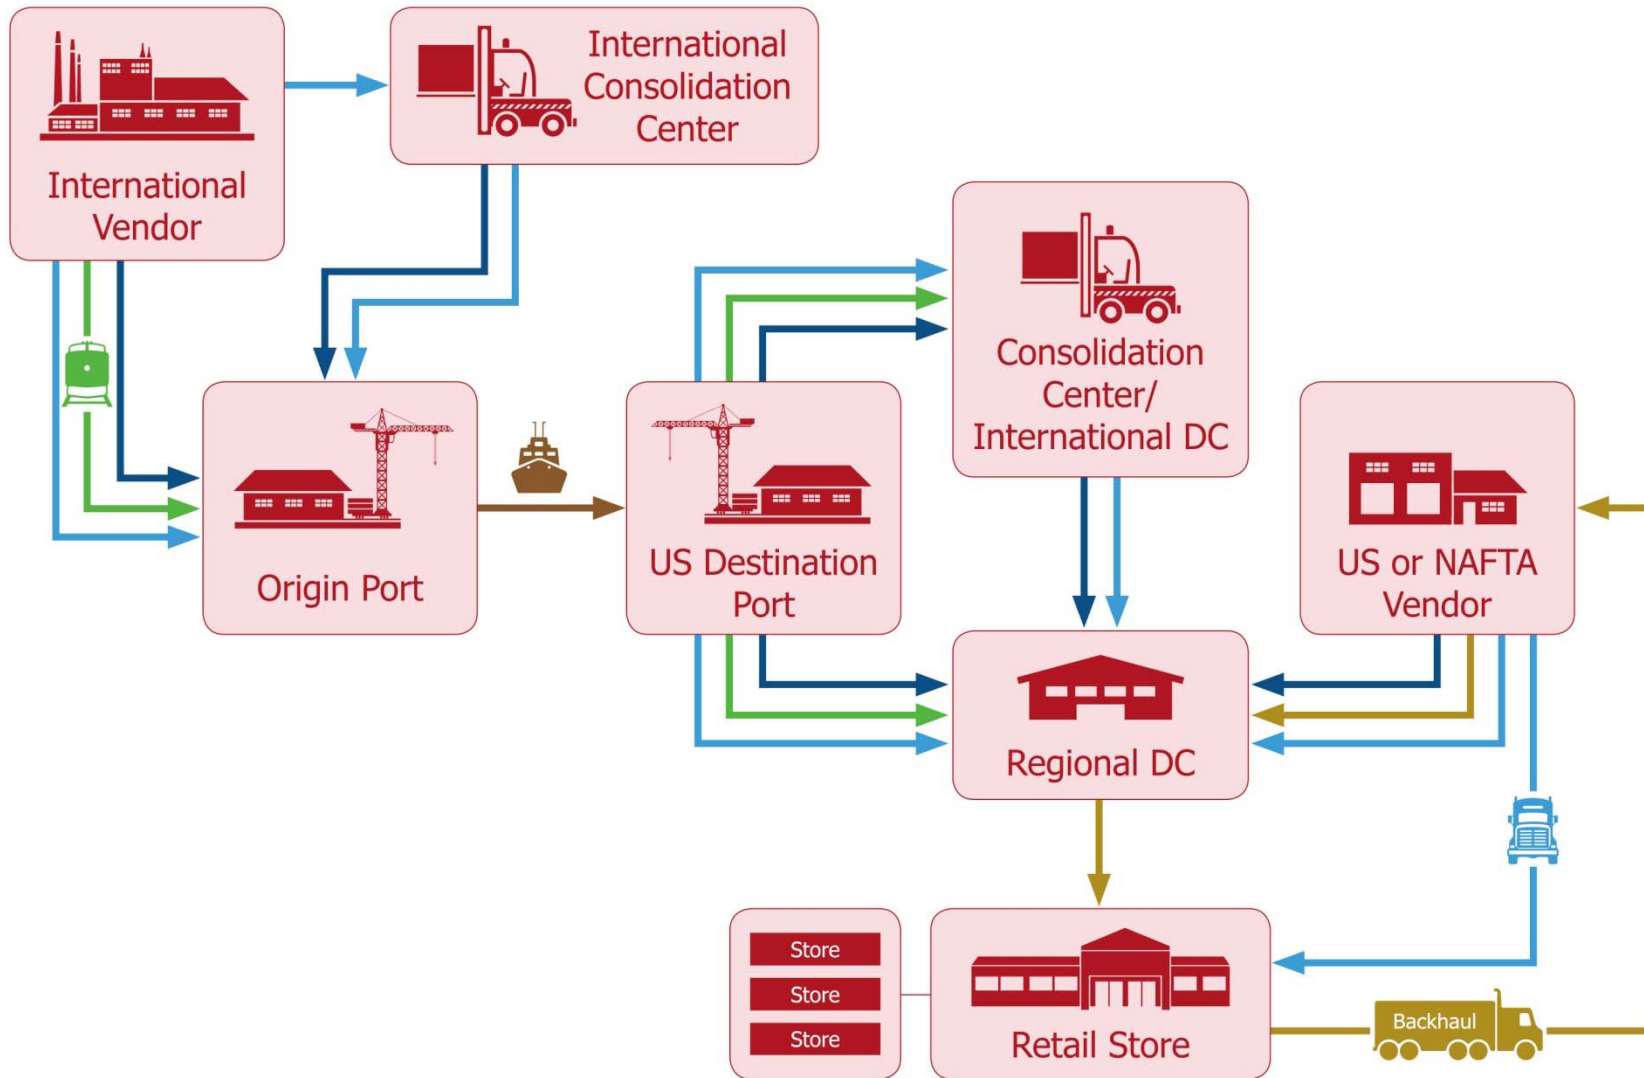 International
Vendor
International
Consolidation
Center
Origin Port
US Destination
Port
Consolidation
Center/
International DC
US or NAFTA
Vendor
Regional DC
Store
Store
Store
Retail Store
Backhaul